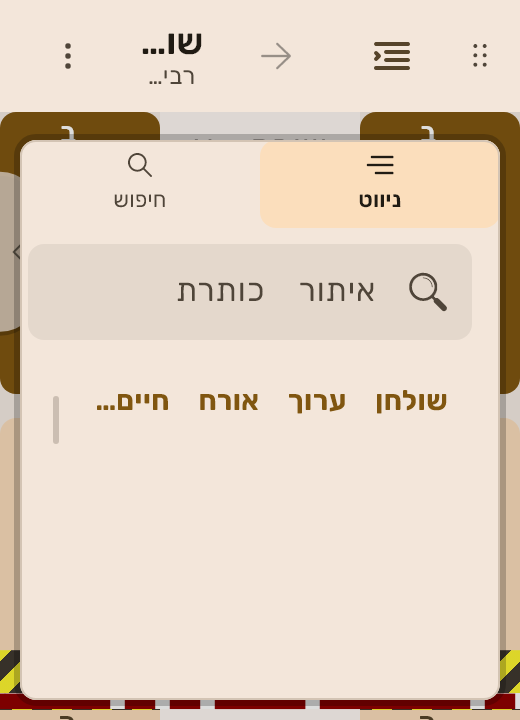 שו...
רבי...
ניווט
חיפוש
איתור כותרת
שולחן ערוך אורח חיים...